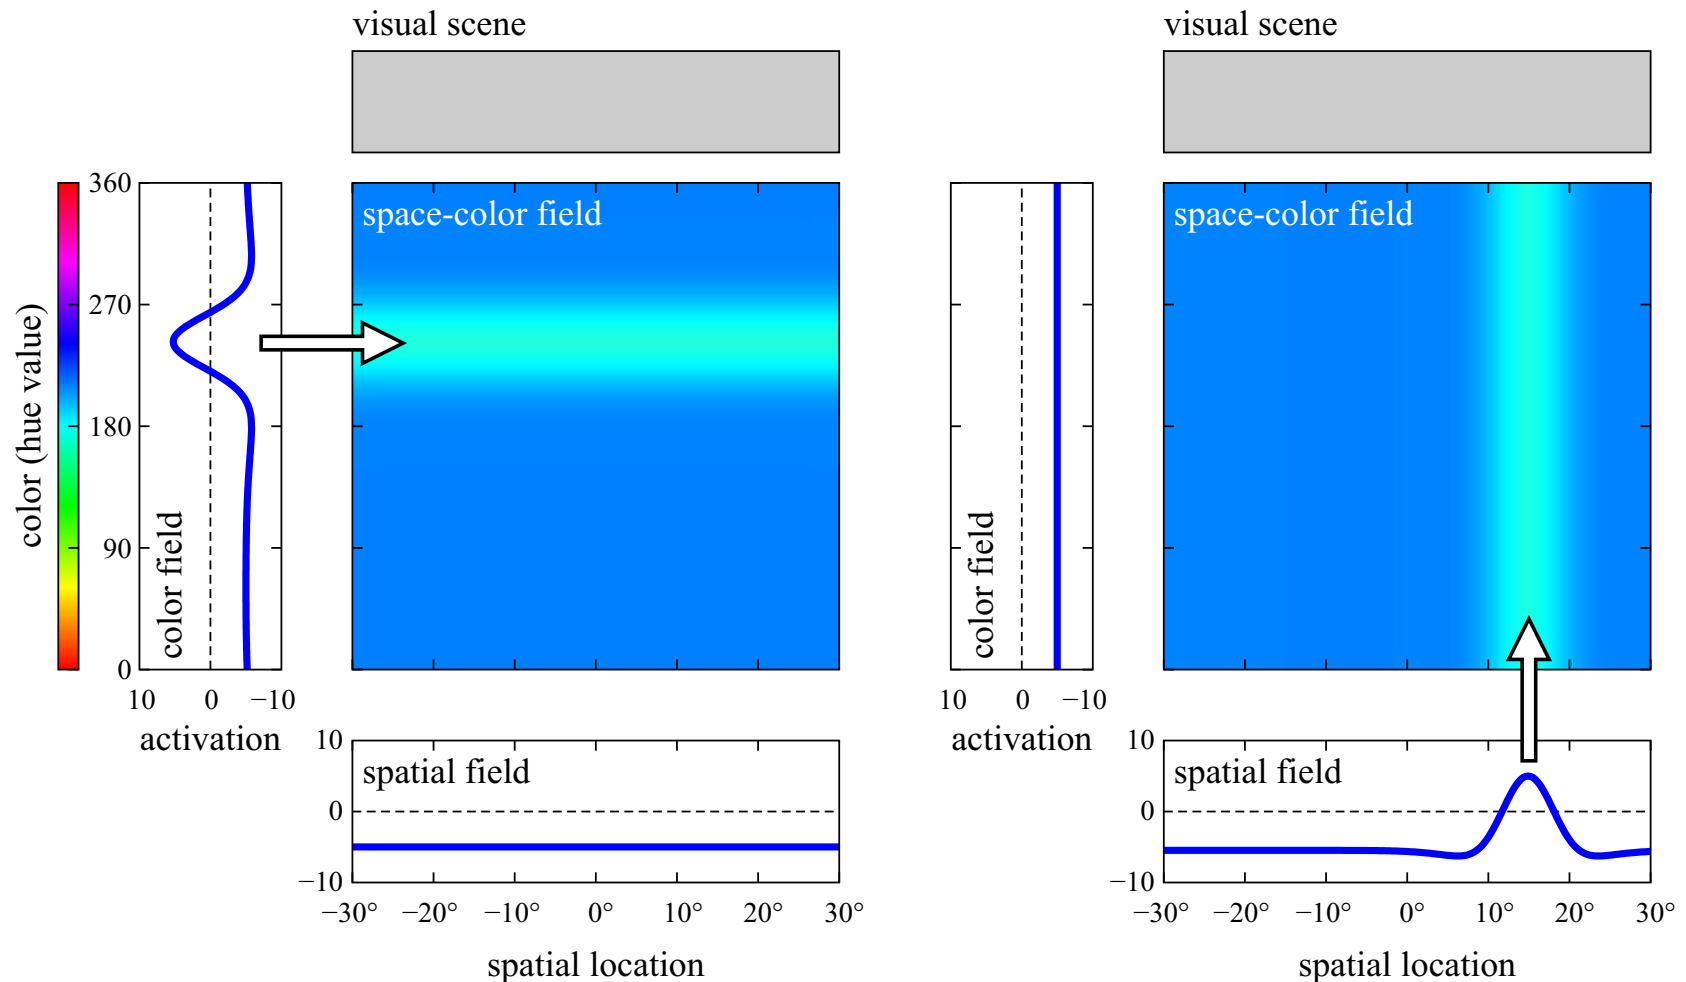 visual scene
visual scene
360
270
180
90
0
color (hue value)
color field
10 0 −10
activation
space-color field
color field
10 0 −10
activation
space-color field
10
0
−10
spatial field
−30° −20° −10° 0° 10° 20° 30°
spatial location
10
0
−10
spatial field
−30° −20° −10° 0° 10° 20° 30°
spatial location